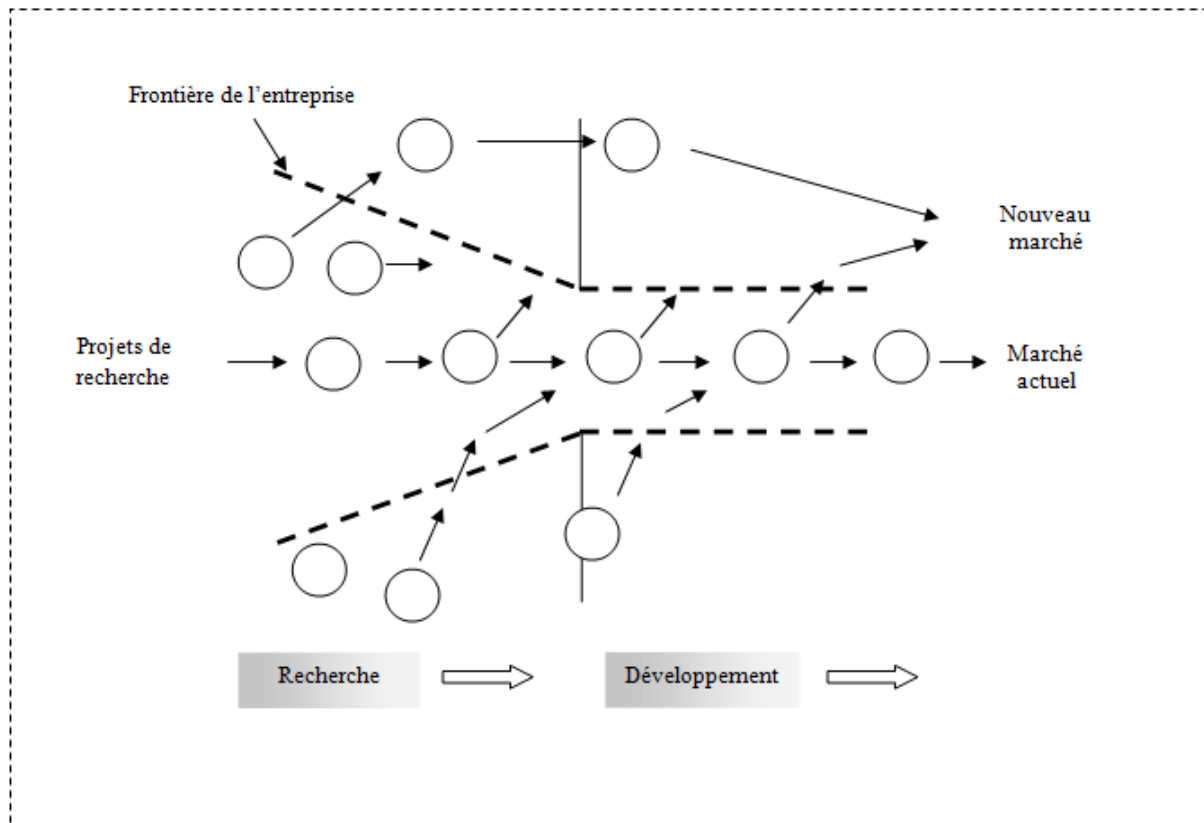 Frontière de l’entreprise
Nouveau
marché
Projets de
recherche
Marché
actuel
Recherche
Développement